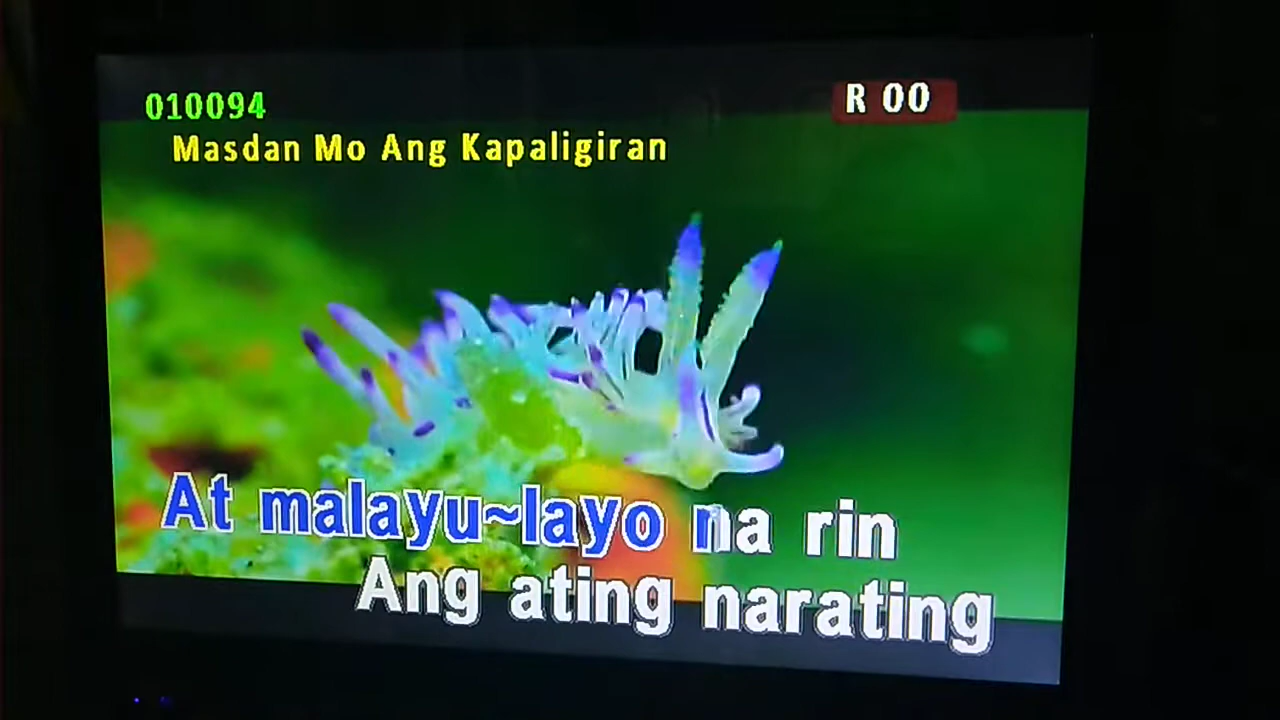 010094
R 00
Masdan Mo Ang Kapaligiran
At malayu~layo na rin
Ang ating narating